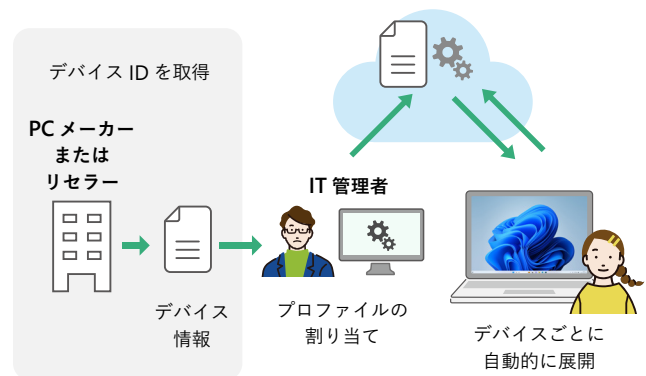 デバイス ID を取得
PC メーカー
または
リセラー
デバイス
情報
IT 管理者
プロファイルの
割り当て
デバイスごとに
自動的に展開